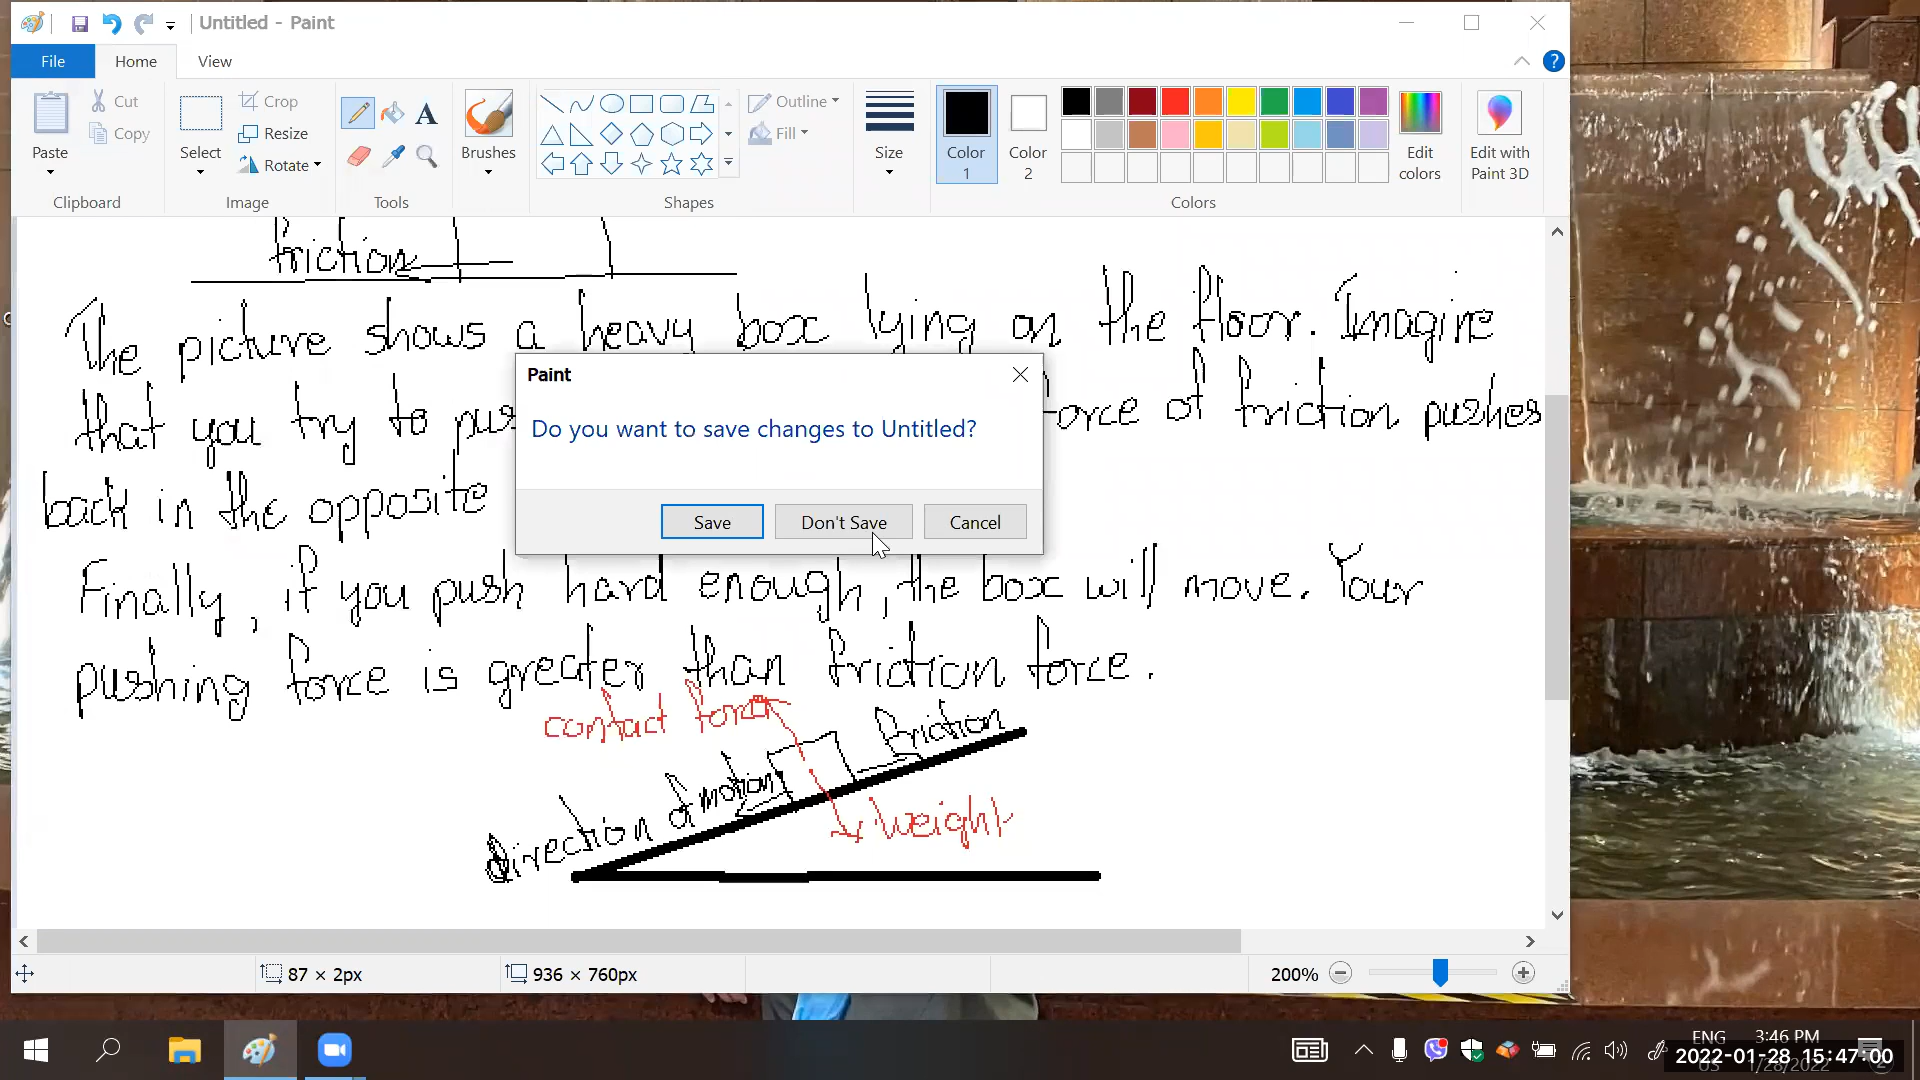 Untitled - Paint
File Home View
Paste
Cut
Copy
Clipboard
Select
Crop
Resize
Rotate
Image
A
Tools
Brushes
Shapes
Outline
Fill
Size
Color 1
Color 2
Edit colors
Colors
Edit with Paint 3D
friction
The picture shows a heavy box lying on the floor. Imagine
that you try to pus
orce of friction pushes
back in the opposite
Paint
Do you want to save changes to Untitled?
Save Don't Save Cancel
Finally, if you push hard enough, the box will move. Your
pushing force is greater than friction force.
contact force
friction
direction of motion
weight
87 × 2px 936 × 760px 200%
ENG 3:46 PM
2022-01-28 15:47:00